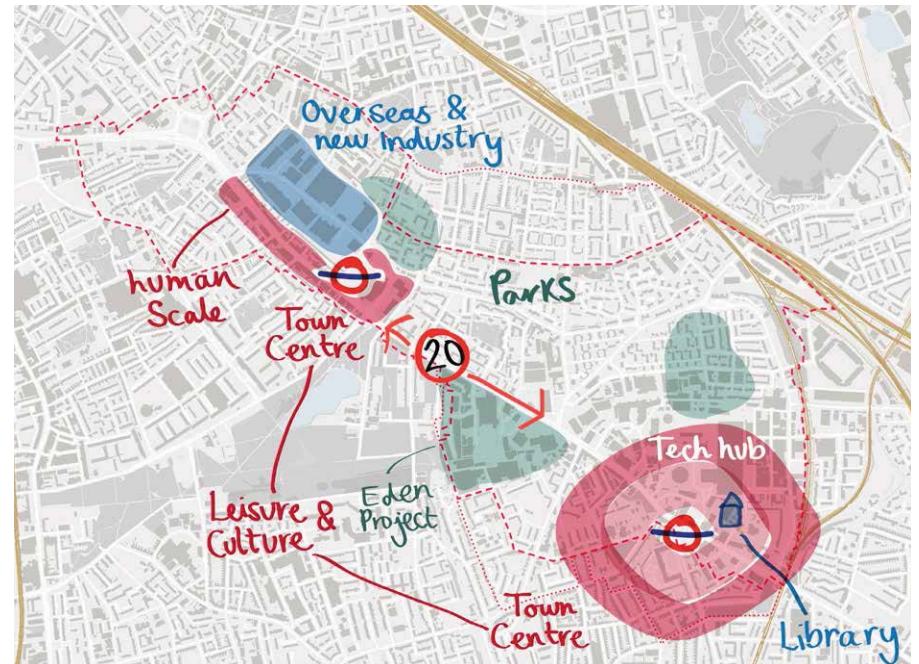 Overseas &
new industry
human
Scale
Town
Centre
Parks
20
Tech hub
Eden
Project
Leisure &
Culture
Town
Centre
Library